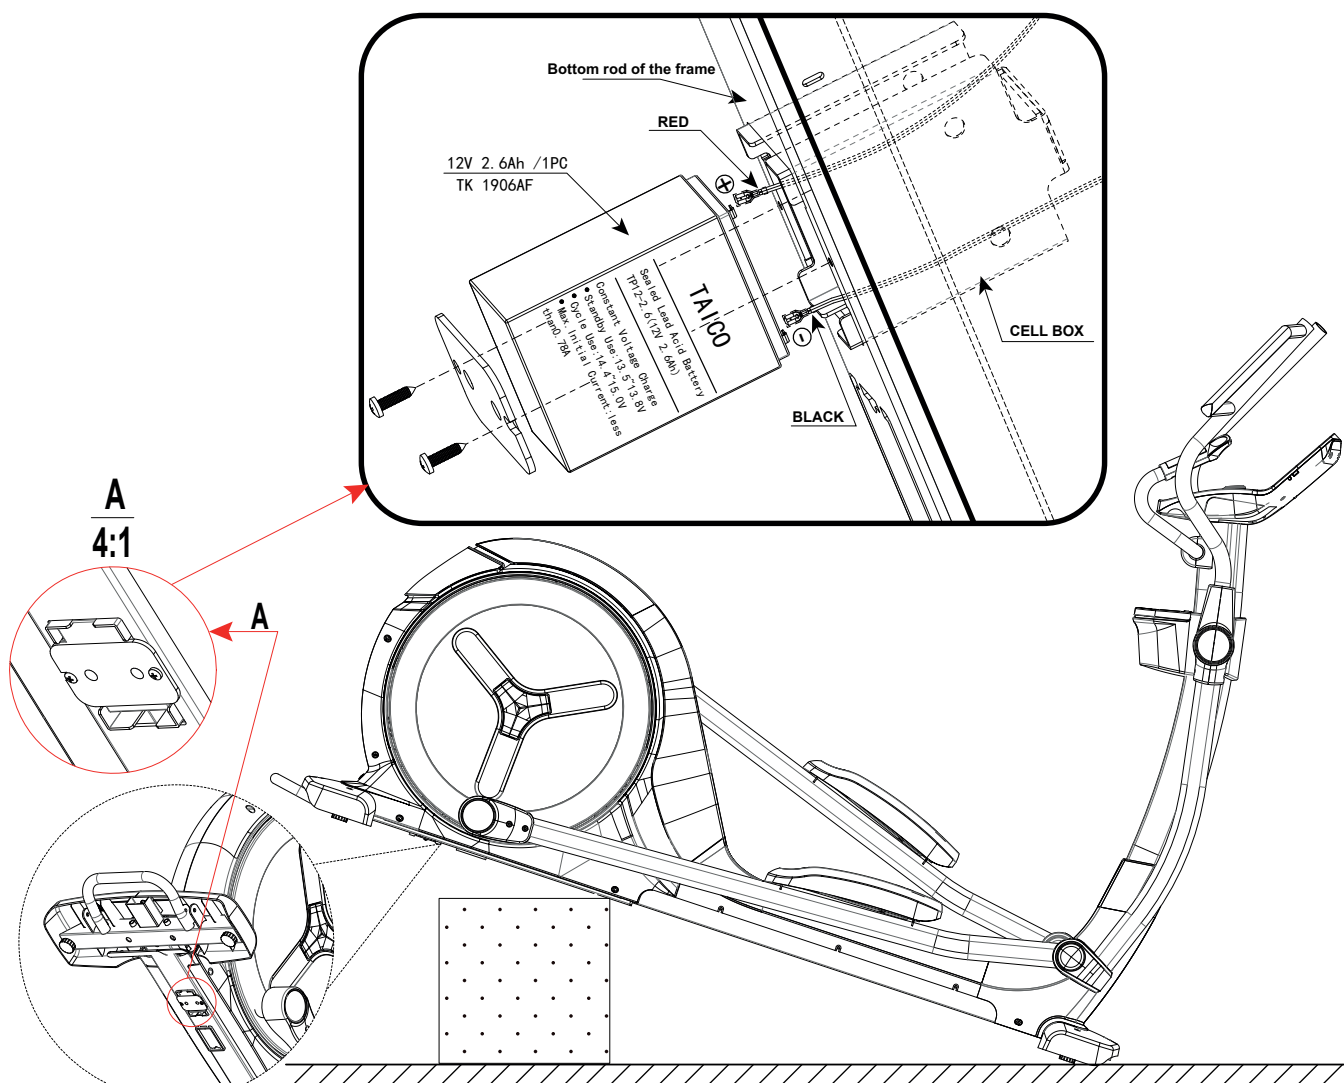 Bottom rod of the frame
RED
12V 2.6Ah /1PC
TK 1906AF
+
TAICO
Sealed Lead Acid Battery
TP12-2.6(12V 2.6Ah)
Constant Voltage Charge
● Standby Use:13.5~13.8V
● Cycle Use:14.4~15.0V
● Max. Initial Current:less
than0.78A
-
CELL BOX
BLACK
A
4:1
A